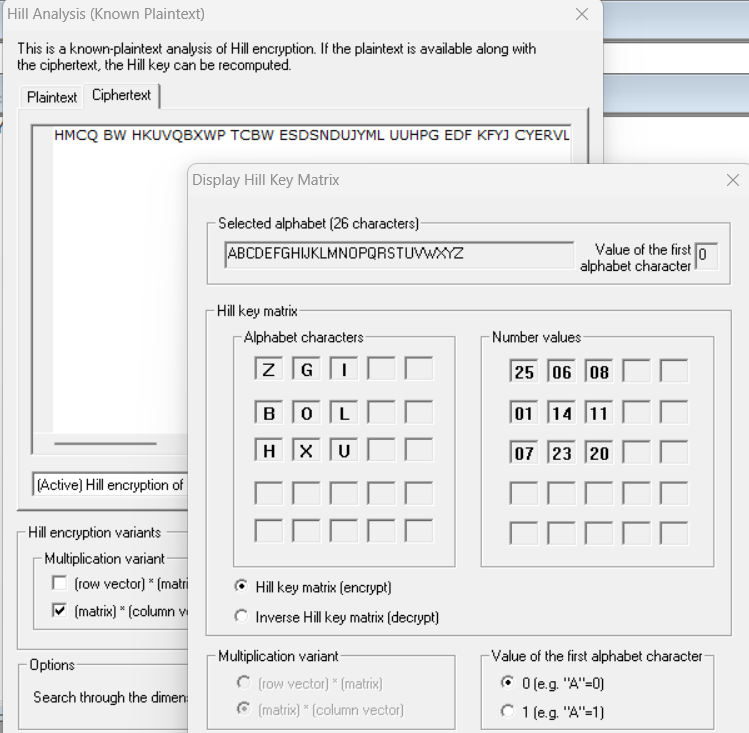 Hill Analysis (Known Plaintext)
This is a known-plaintext analysis of Hill encryption. If the plaintext is available along with
the ciphertext, the Hill key can be recomputed.
Plaintext Ciphertext
HMCQ BW HKUVQBXWP TCBW ESDSNDUJYML UUHPG EDF KFYJ CYERVL
Display Hill Key Matrix
Selected alphabet (26 characters)
ABCDEFGHIJKLMNOPQRSTUVWXYZ
Value of the first
alphabet character
0
Hill key matrix
Alphabet characters
Number values
Z G I
25 06 08
B O L
01 14 11
H X U
07 23 20
(Active) Hill encryption of
Hill encryption variants
Multiplication variant
(row vector) * (matri
(matrix) * (column ve
Hill key matrix (encrypt)
Inverse Hill key matrix (decrypt)
Options
Search through the dimen
Multiplication variant
(row vector) * (matrix)
(matrix) * (column vector)
Value of the first alphabet character
0 (e.g. "A"=0)
1 (e.g. "A"=1)